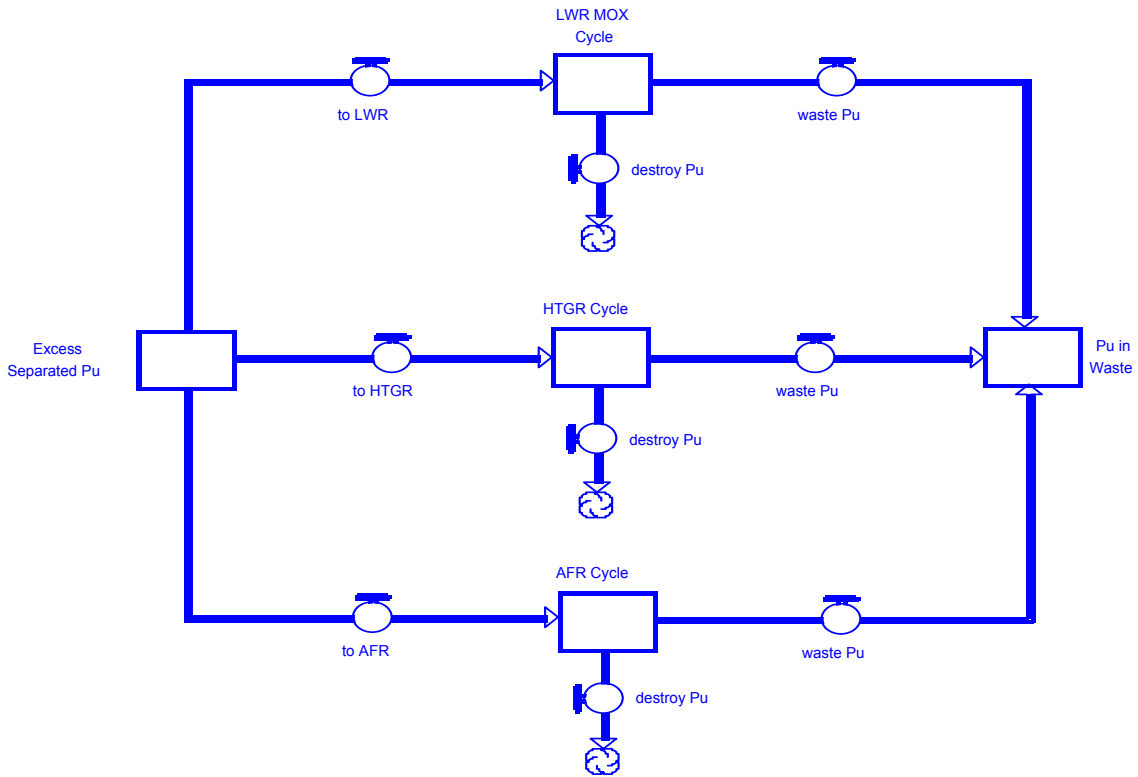 LWR MOX
Cycle
to LWR
waste Pu
destroy Pu
HTGR Cycle
Excess
Separated Pu
to HTGR
waste Pu
Pu in
Waste
destroy Pu
AFR Cycle
to AFR
waste Pu
destroy Pu